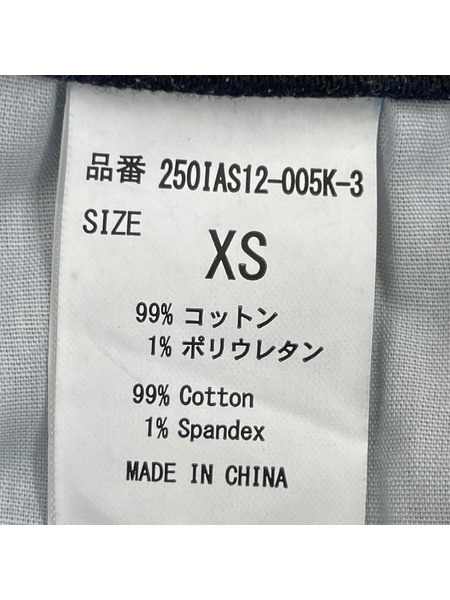 品番 250IAS12-005K-3
SIZE
XS
99% コットン
1% ポリウレタン
99% Cotton
1% Spandex
MADE IN CHINA